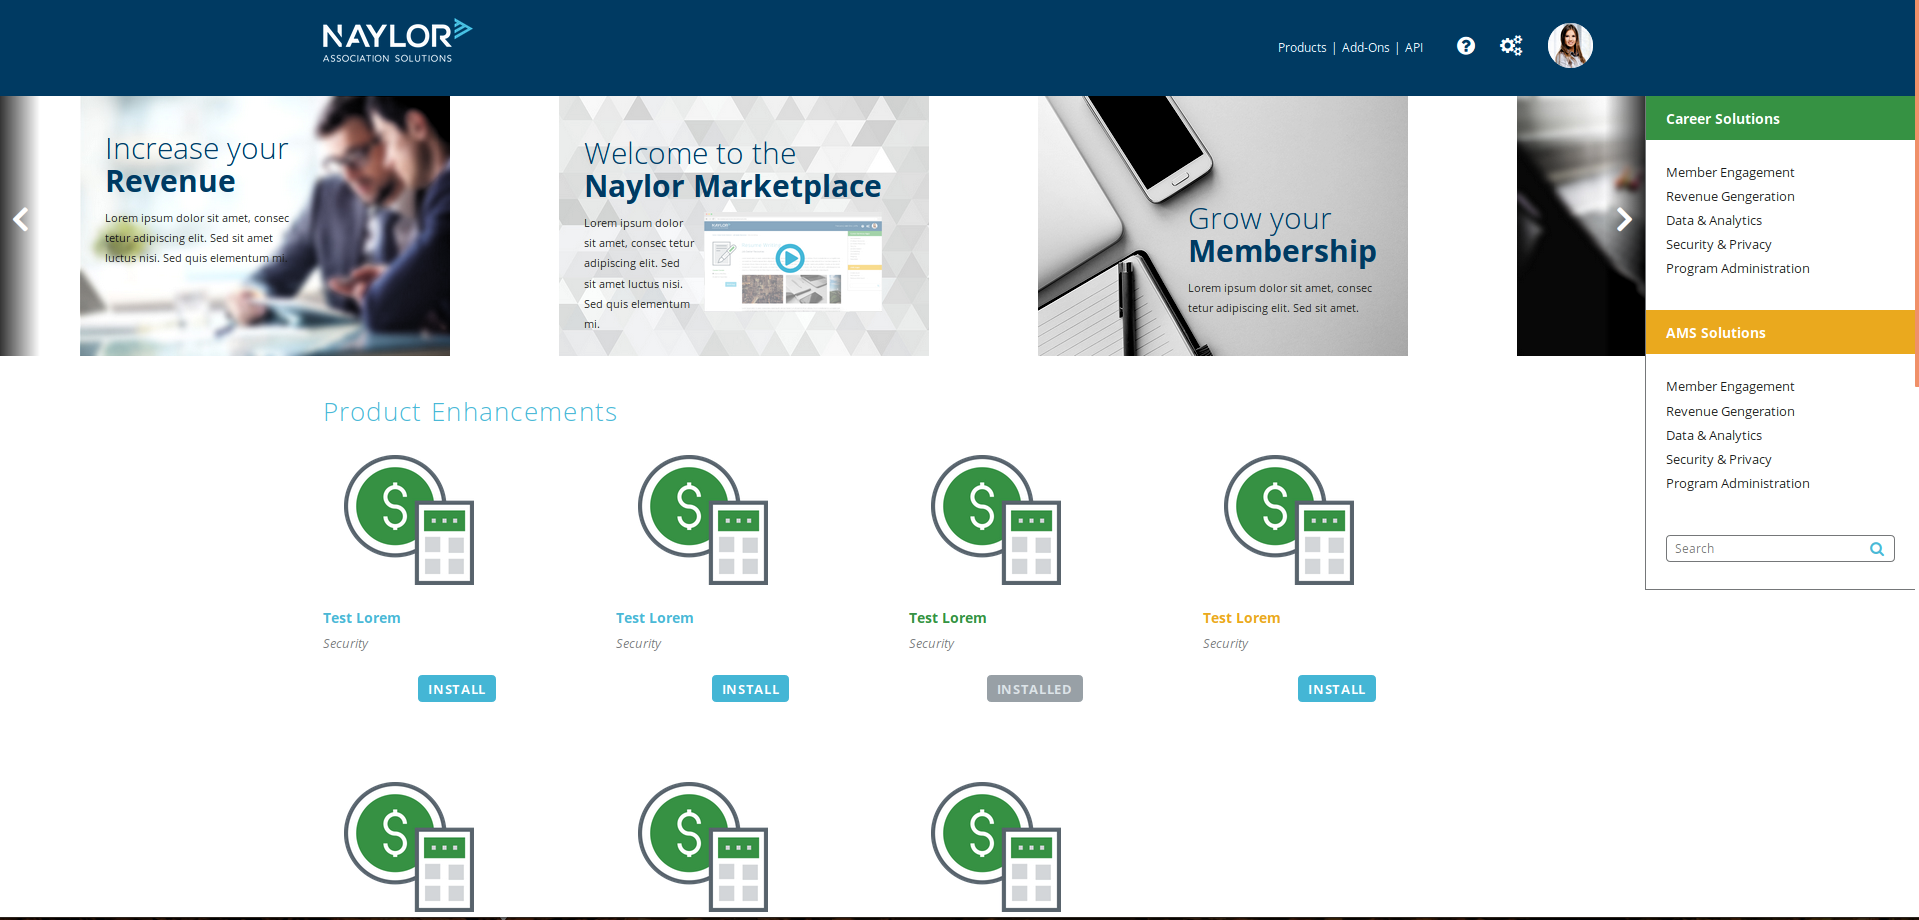 NAYLOR
ASSOCIATION SOLUTIONS
Products | Add-Ons | API
Increase your
Revenue
Lorem ipsum dolor sit amet, consec
tetur adipiscing elit. Sed sit amet
luctus nisi. Sed quis elementum mi.
Welcome to the
Naylor Marketplace
Lorem ipsum dolor
sit amet, consec tetur
adipiscing elit. Sed
sit amet luctus nisi.
Sed quis elementum
mi.
Grow your
Membership
Lorem ipsum dolor sit amet, consec
tetur adipiscing elit. Sed sit amet.
Career Solutions
Member Engagement
Revenue Gengeration
Data & Analytics
Security & Privacy
Program Administration
AMS Solutions
Member Engagement
Revenue Gengeration
Data & Analytics
Security & Privacy
Program Administration
Search
Product Enhancements
Test Lorem
Security
INSTALL
Test Lorem
Security
INSTALL
Test Lorem
Security
INSTALLED
Test Lorem
Security
INSTALL